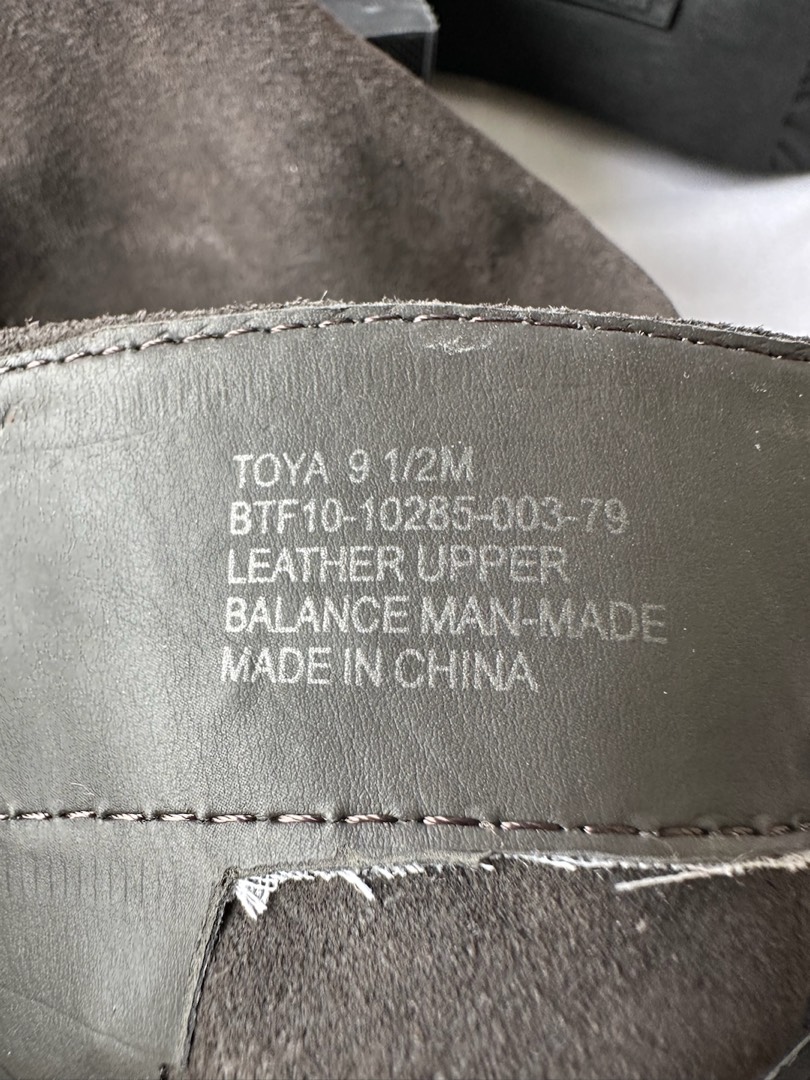 TOYA 9 1/2M
BTF10-10285-003-79
LEATHER UPPER
BALANCE MAN-MADE
MADE IN CHINA